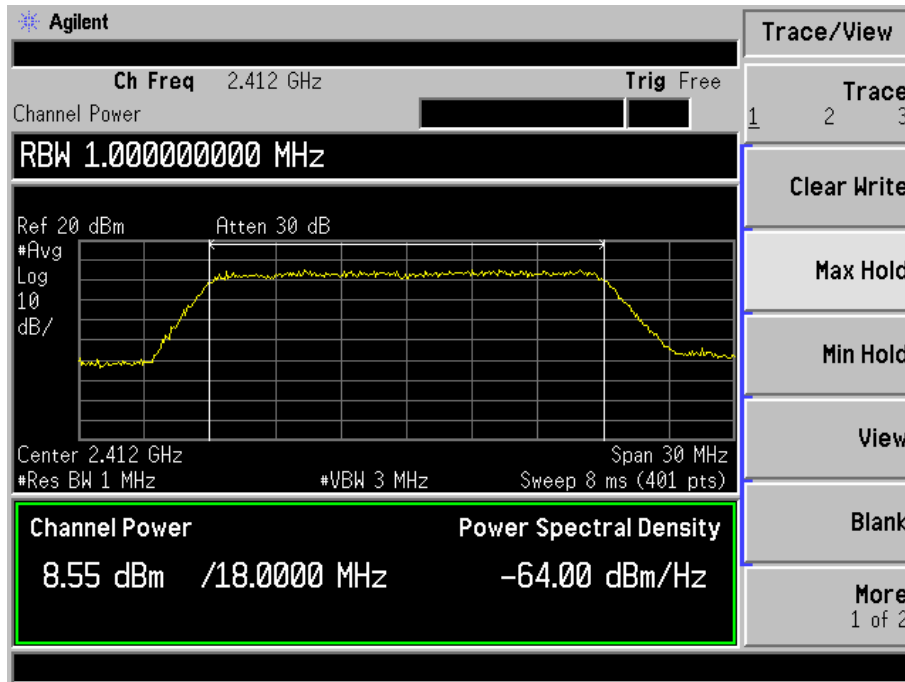 Agilent
Trace/View
Ch Freq 2.412 GHz Trig Free
Channel Power
Trace
1 2 3
RBW 1.000000000 MHz
Clear Write
Ref 20 dBm Atten 30 dB
#Avg
Log
10
dB/
Max Hold
Min Hold
View
Center 2.412 GHz Span 30 MHz
#Res BW 1 MHz #VBW 3 MHz Sweep 8 ms (401 pts)
Channel Power Power Spectral Density
8.55 dBm /18.0000 MHz -64.00 dBm/Hz
Blank
More
1 of 2